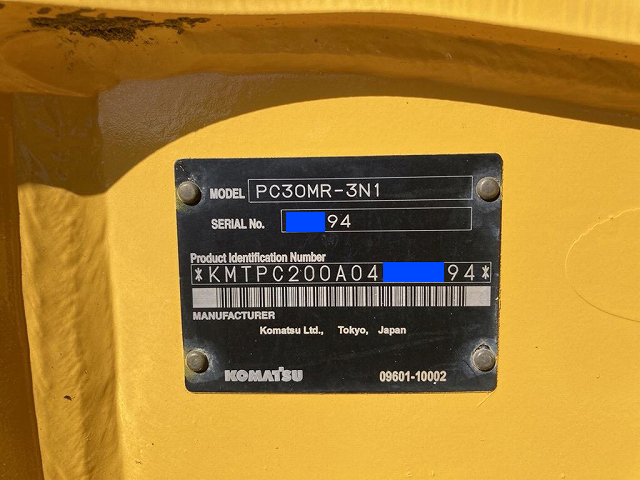 MODEL PC30MR-3N1
SERIAL No. 94
Product Identification Number
*KMTPC200A04 94*
MANUFACTURER
Komatsu Ltd., Tokyo, Japan
KOMATSU 09601-10002